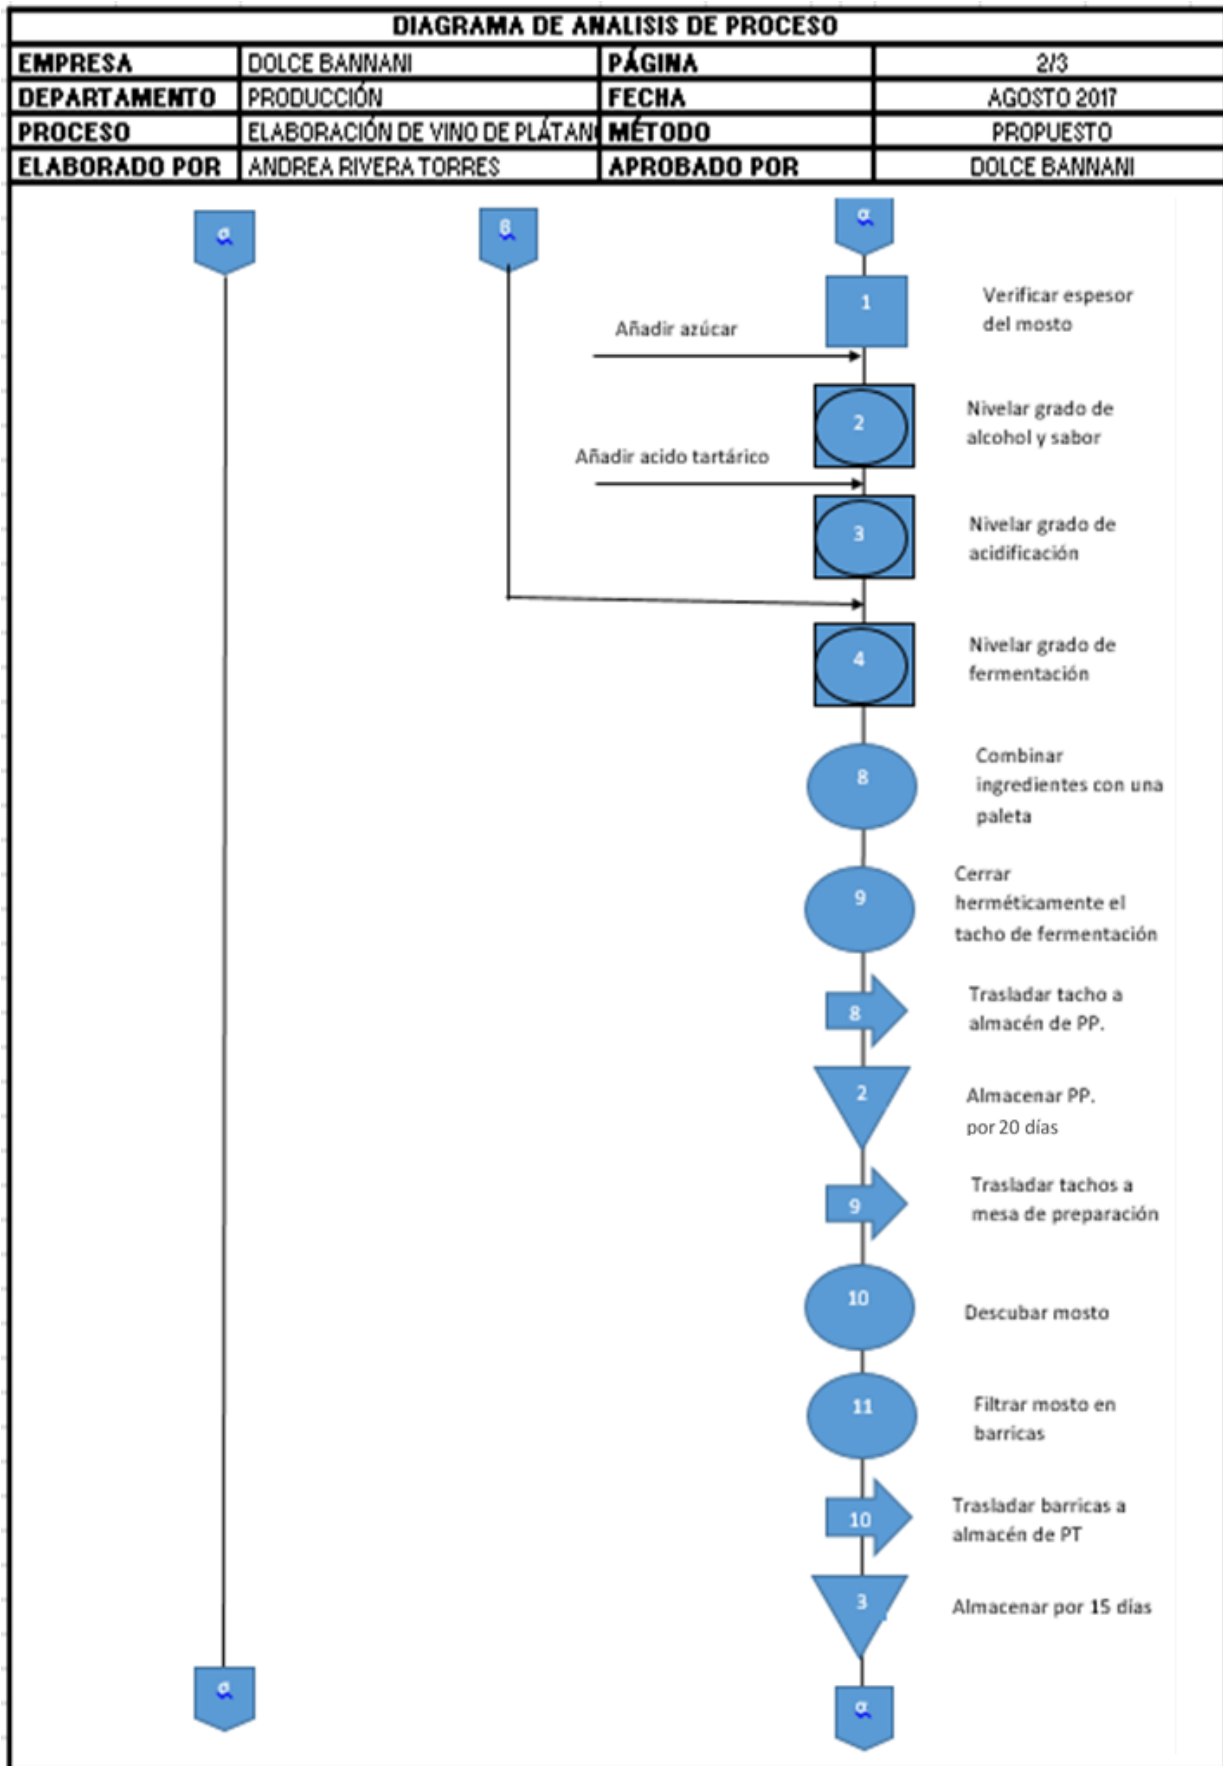 DIAGRAMA DE ANALISIS DE PROCESO
EMPRESA DOLCE BANNANI PÁGINA 2/3
DEPARTAMENTO PRODUCCIÓN FECHA AGOSTO 2017
PROCESO ELABORACIÓN DE VINO DE PLÁTAN MÉTODO PROPUESTO
ELABORADO POR ANDREA RIVERA TORRES APROBADO POR DOLCE BANNANI
σ
β
α
1
Verificar espesor
del mosto
Añadir azúcar
2
Nivelar grado de
alcohol y sabor
Añadir acido tartárico
3
Nivelar grado de
acidificación
4
Nivelar grado de
fermentación
8
Combinar
ingredientes con una
paleta
9
Cerrar
herméticamente el
tacho de fermentación
8
Trasladar tacho a
almacén de PP.
2
Almacenar PP.
por 20 días
9
Trasladar tachos a
mesa de preparación
10
Descubar mosto
11
Filtrar mosto en
barricas
10
Trasladar barricas a
almacén de PT
3
Almacenar por 15 días
σ
α